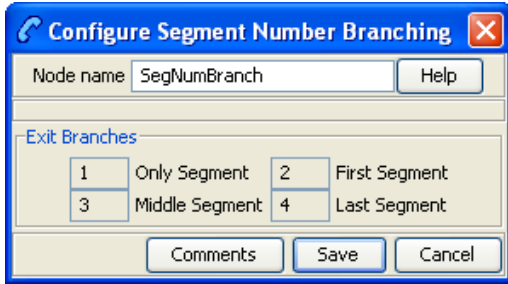 Configure Segment Number Branching
Node name SegNumBranch Help
Exit Branches
1 Only Segment 2 First Segment
3 Middle Segment 4 Last Segment
Comments Save Cancel